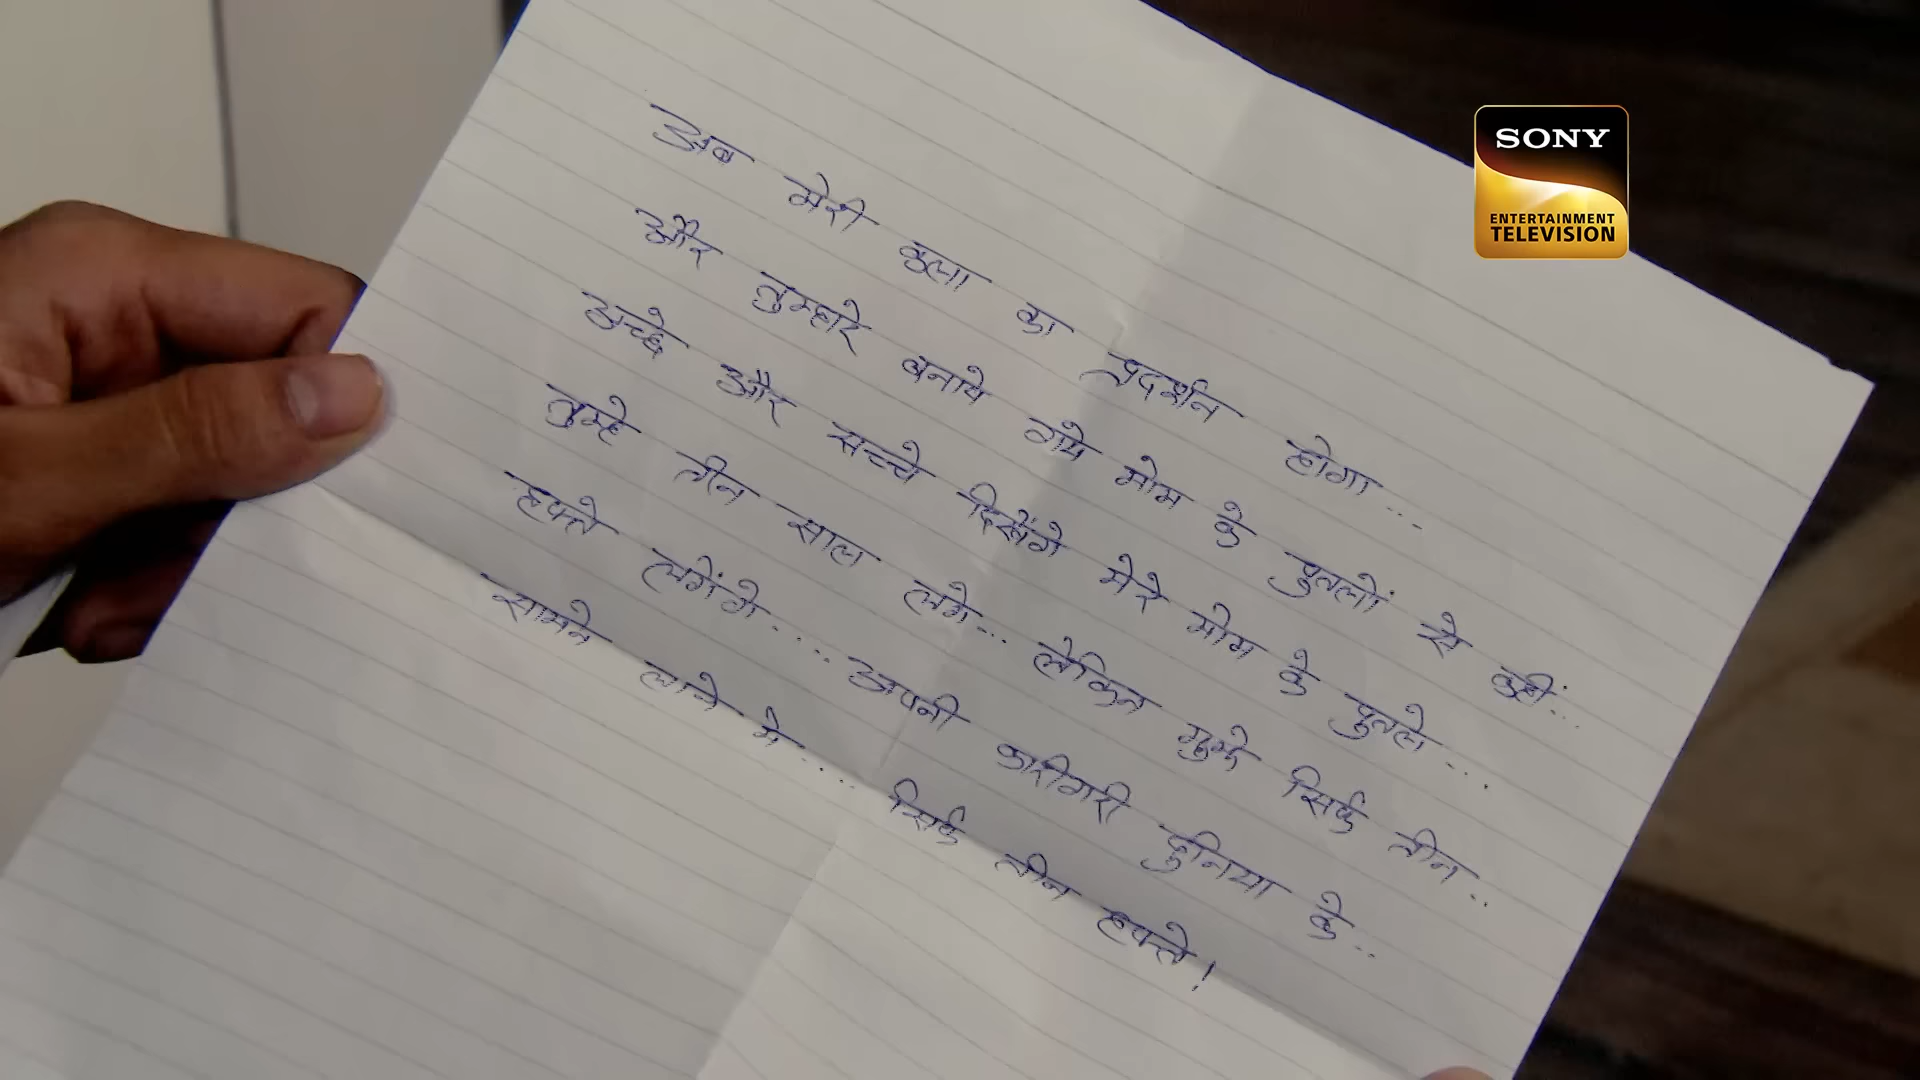 अब मेरी कला का प्रदर्शन होगा...
और तुम्हारे बनाये गये मोम के पुतलों से कहीं...
अच्छे और सच्चे दिखेंगे मेरे मोम के पुतले....
तुम्हे तीन साल लगे... लेकिन मुझे सिर्फ तीन..
हफ्ते लगेंगे.... अपनी कारीगरी दुनिया के..
सामने लाने मे.... सिर्फ तीन हफ्ते!
SONY
ENTERTAINMENT
TELEVISION